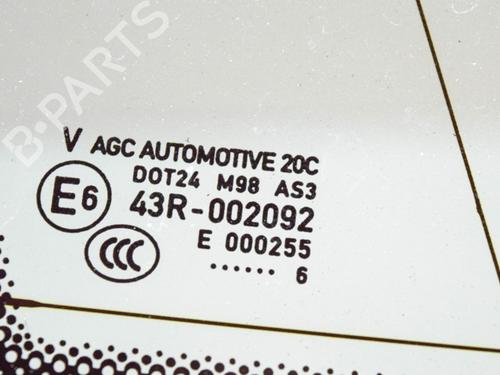 B-PARTS
V AGC AUTOMOTIVE 20C
DOT24 M98 AS3
E6 43R-002092
CCC E 000255
...... 6